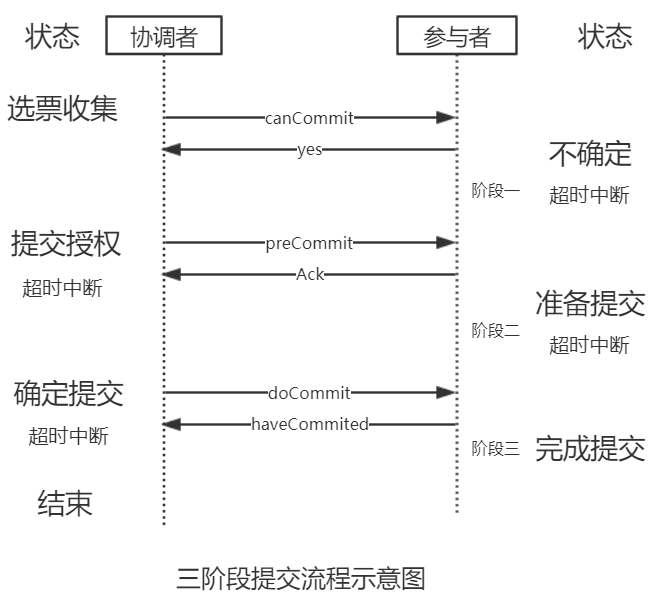 状态
协调者
参与者
状态
选票收集
canCommit
yes
不确定
阶段一
超时中断
提交授权
preCommit
超时中断
Ack
准备提交
阶段二
超时中断
确定提交
doCommit
超时中断
haveCommited
阶段三
完成提交
结束
三阶段提交流程示意图